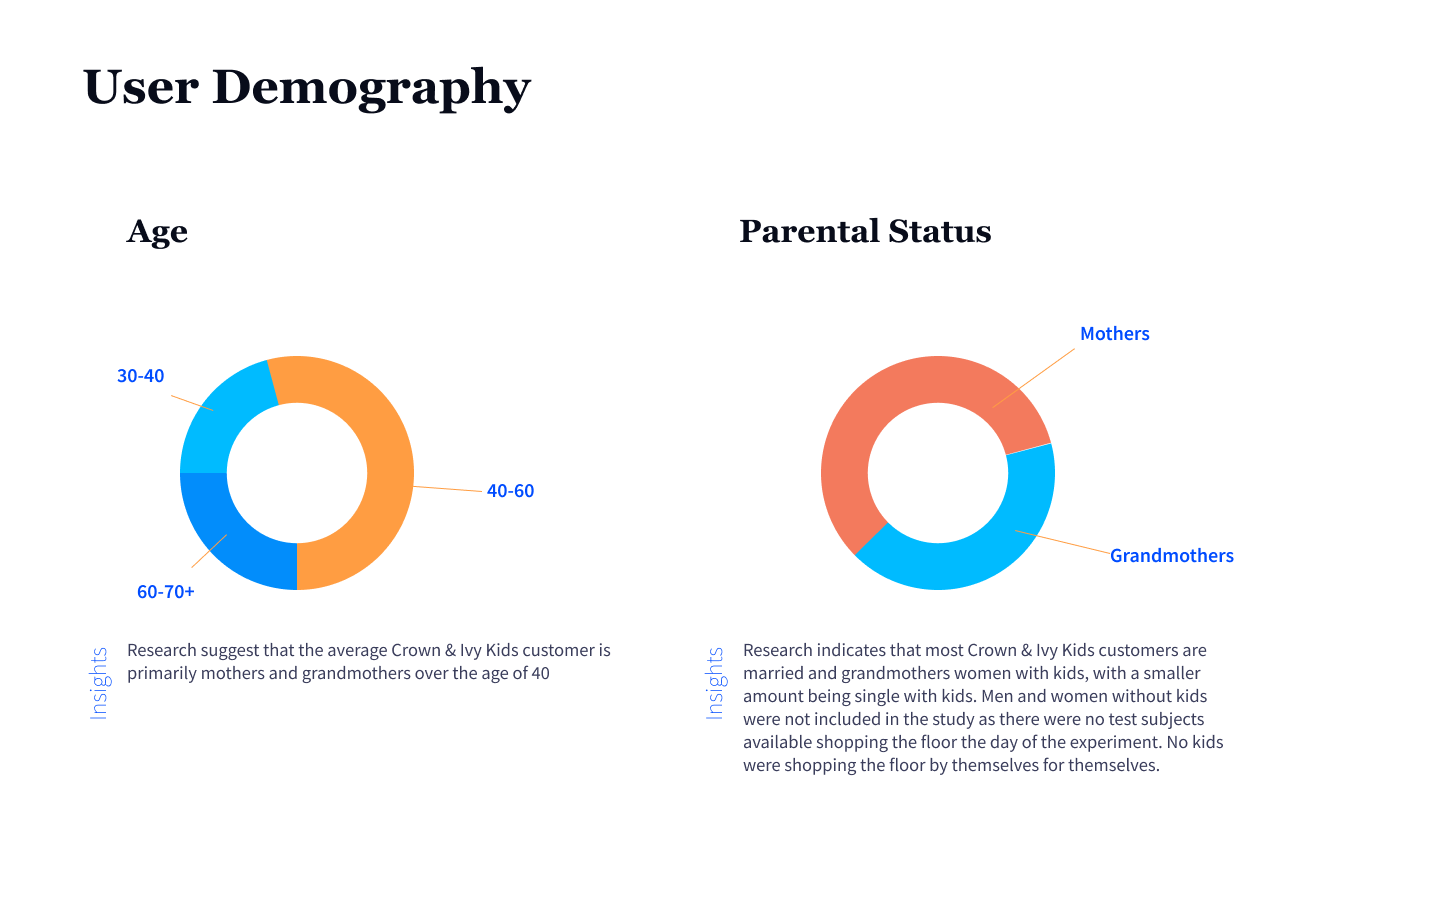 User Demography
Age
30-40
40-60
60-70+
Insights
Research suggest that the average Crown & Ivy Kids customer is
primarily mothers and grandmothers over the age of 40
Parental Status
Mothers
Grandmothers
Insights
Research indicates that most Crown & Ivy Kids customers are
married and grandmothers women with kids, with a smaller
amount being single with kids. Men and women without kids
were not included in the study as there were no test subjects
available shopping the floor the day of the experiment. No kids
were shopping the floor by themselves for themselves.